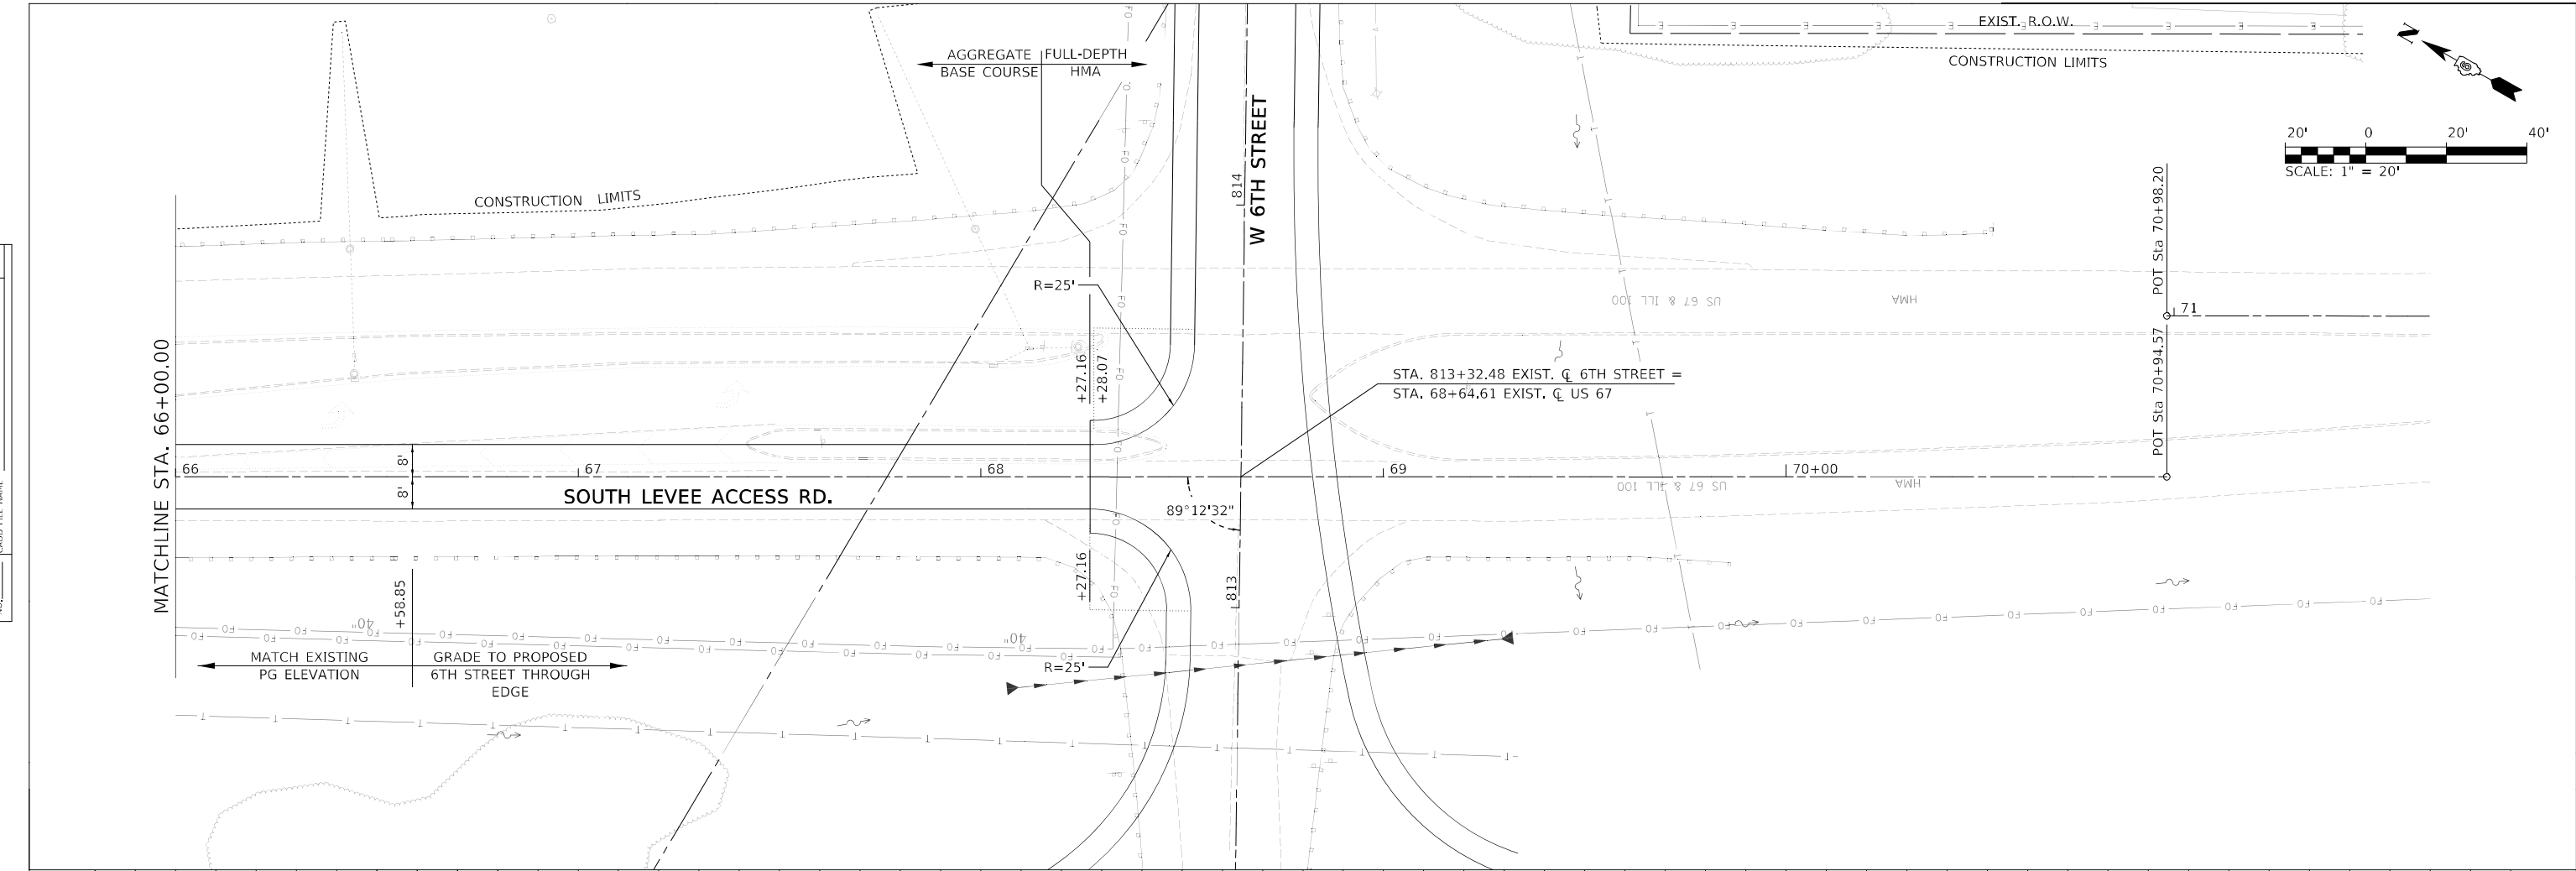 EXIST. R.O.W.
CONSTRUCTION LIMITS
N
20' 0 20' 40'
SCALE: 1" = 20'
AGGREGATE BASE COURSE
FULL-DEPTH HMA
W 6TH STREET
814
CONSTRUCTION LIMITS
R=25'
+27.16
+28.07
US 67 & ILL 100
HMA
POT Sta 70+98.20
71
POT Sta 70+94.57
STA. 813+32.48 EXIST. ℄ 6TH STREET =
STA. 68+64.61 EXIST. ℄ US 67
MATCHLINE STA. 66+00.00
66
67
68
69
70+00
8'
8'
SOUTH LEVEE ACCESS RD.
89°12'32"
US 67 & ILL 100
HMA
+27.16
813
+58.85
40"
40"
R=25'
MATCH EXISTING
PG ELEVATION
GRADE TO PROPOSED
6TH STREET THROUGH
EDGE